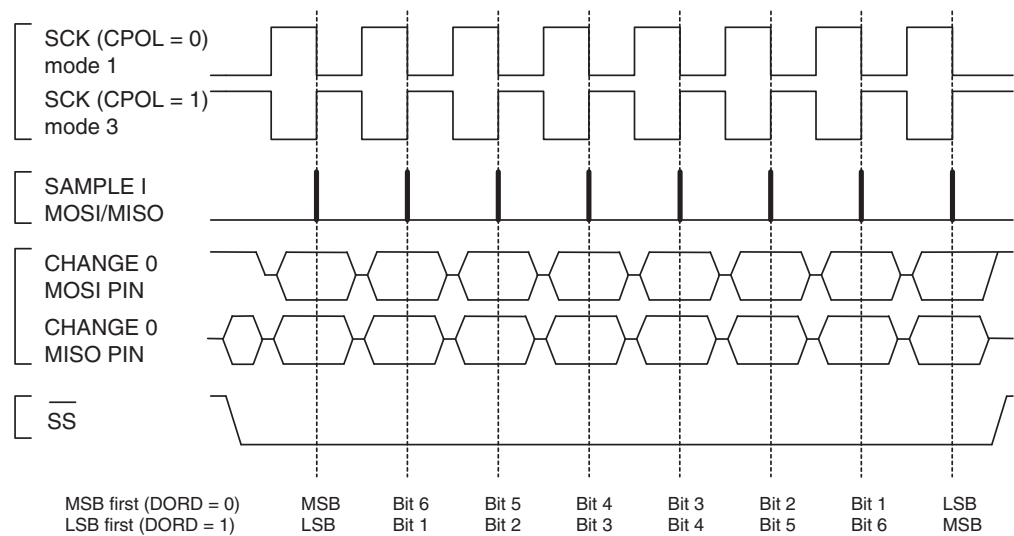 SCK (CPOL = 0)
mode 1
SCK (CPOL = 1)
mode 3
SAMPLE I
MOSI/MISO
CHANGE 0
MOSI PIN
CHANGE 0
MISO PIN
SS
MSB first (DORD = 0) MSB Bit 6 Bit 5 Bit 4 Bit 3 Bit 2 Bit 1 LSB
LSB first (DORD = 1) LSB Bit 1 Bit 2 Bit 3 Bit 4 Bit 5 Bit 6 MSB